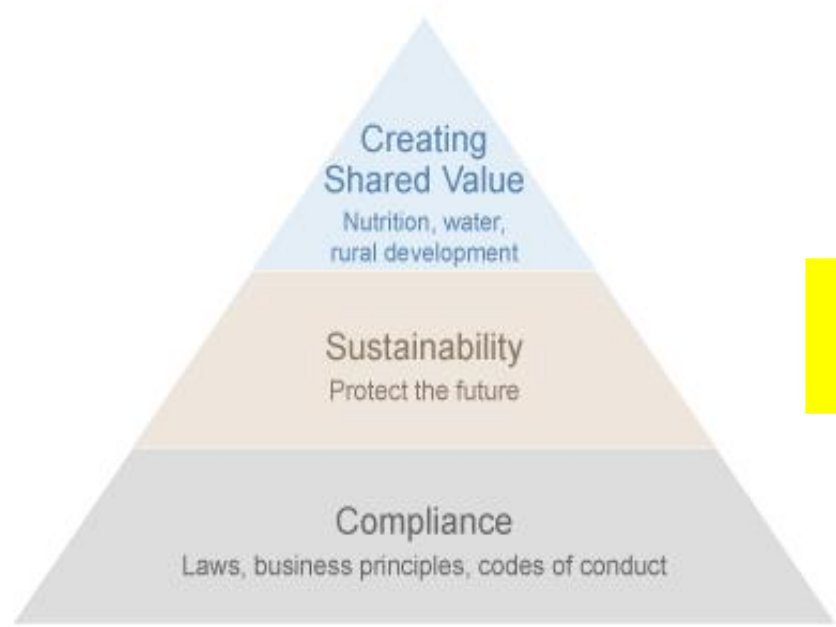 Creating
Shared Value
Nutrition, water,
rural development
Sustainability
Protect the future
Compliance
Laws, business principles, codes of conduct